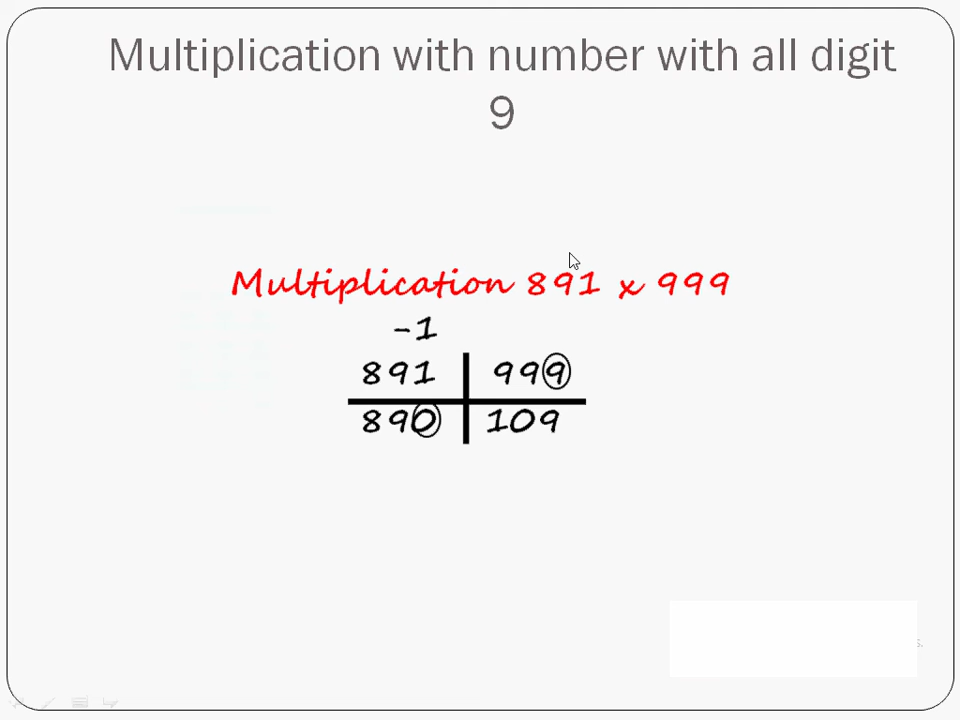 Multiplication with number with all digit
9
Multiplication 891 x 999
-1
891 999
890 109
s.